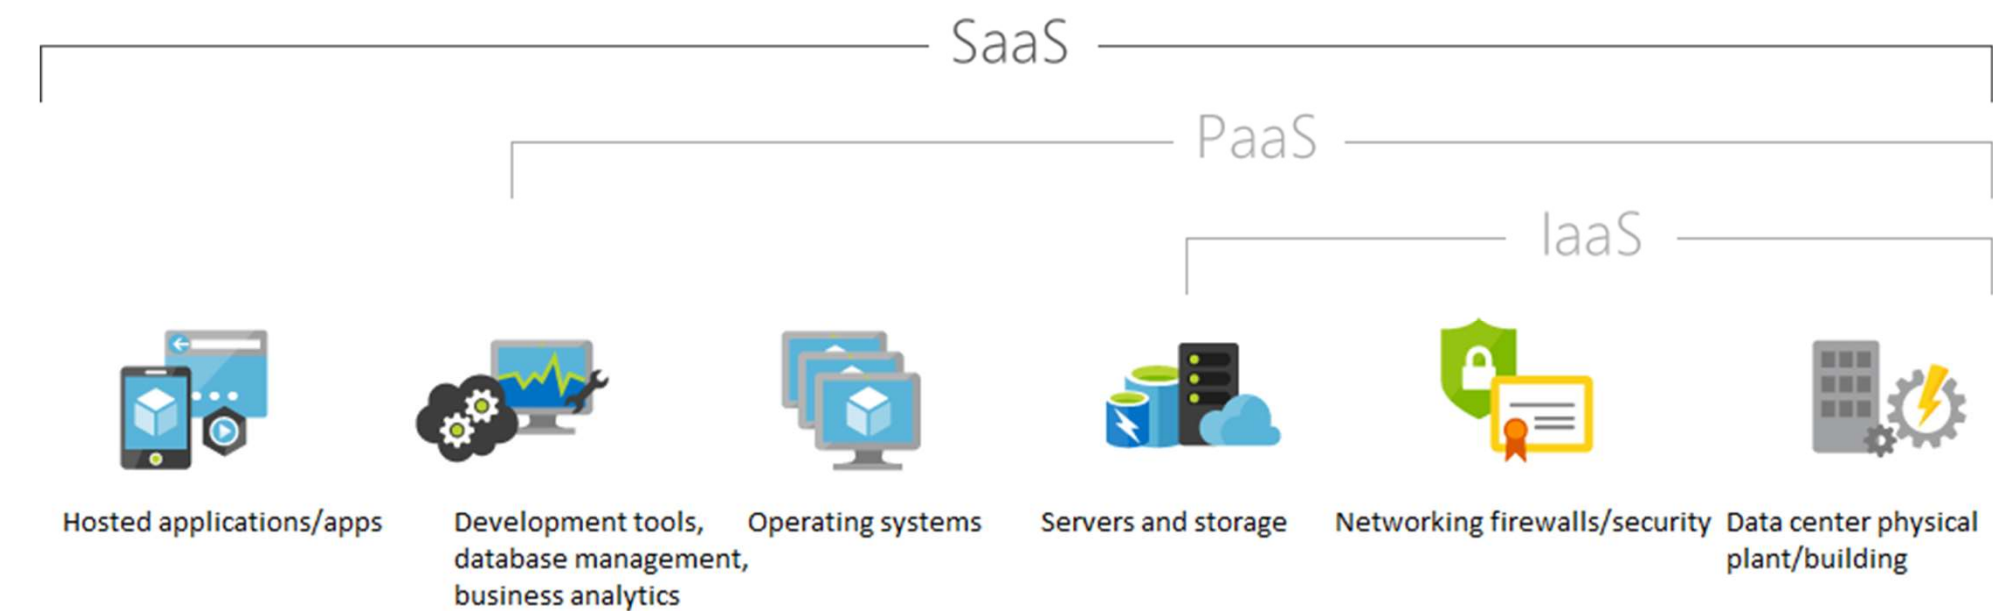 SaaS
PaaS
IaaS
Hosted applications/apps
Development tools,
database management,
business analytics
Operating systems
Servers and storage
Networking firewalls/security
Data center physical
plant/building